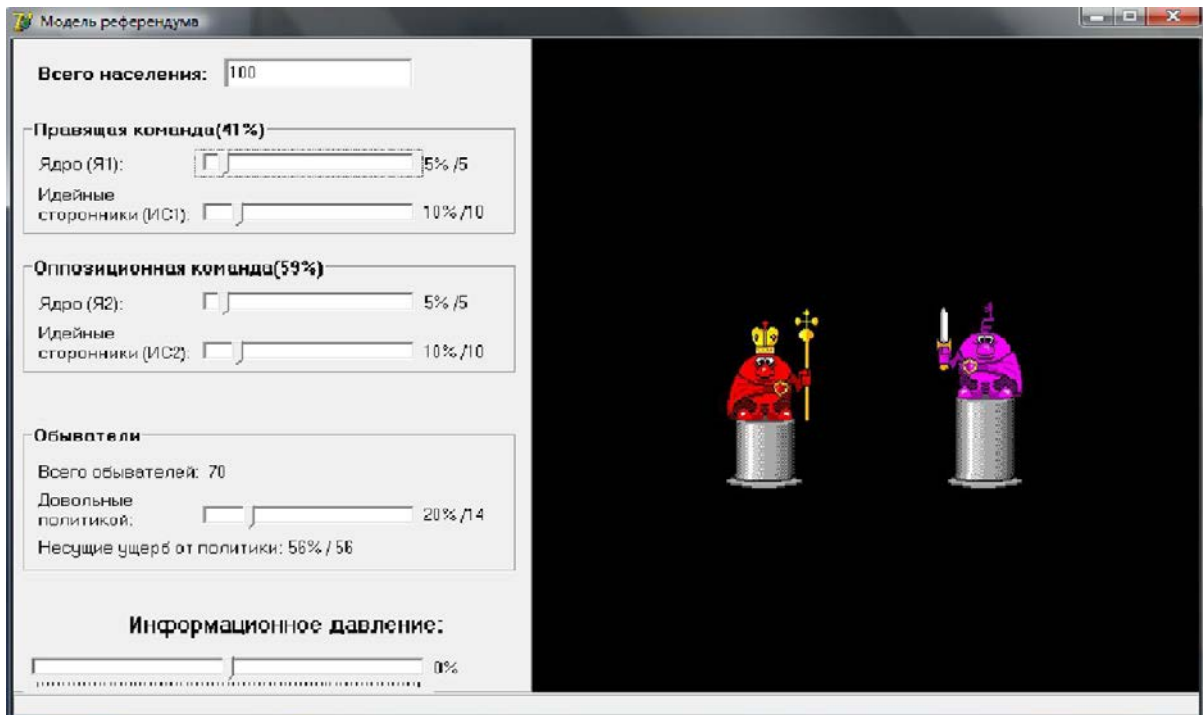 Модель референдума
Всего населения: 100
Правящая команда(41%)
Ядро (Я1): 5% /5
Идейные
сторонники (ИС1): 10% /10
Оппозиционная команда(59%)
Ядро (Я2): 5% /5
Идейные
сторонники (ИС2): 10% /10
Обыватели
Всего обывателей: 70
Довольные
политикой: 20% /14
Несущие ущерб от политики: 56% / 56
Информационное давление:
0%